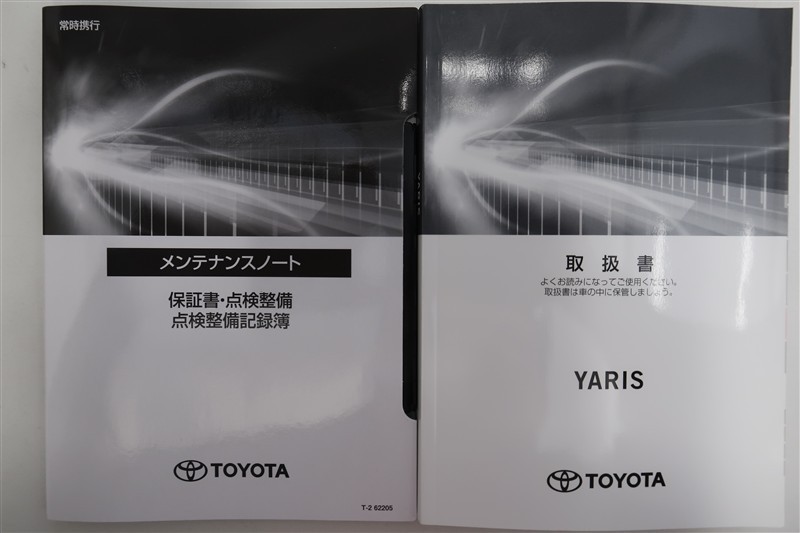 常時携行
メンテナンスノート
保証書・点検整備
点検整備記録簿
TOYOTA
T-2 62205
YARIS
取扱書
よくお読みになってご使用ください。
取扱書は車の中に保管しましょう。
YARIS
TOYOTA